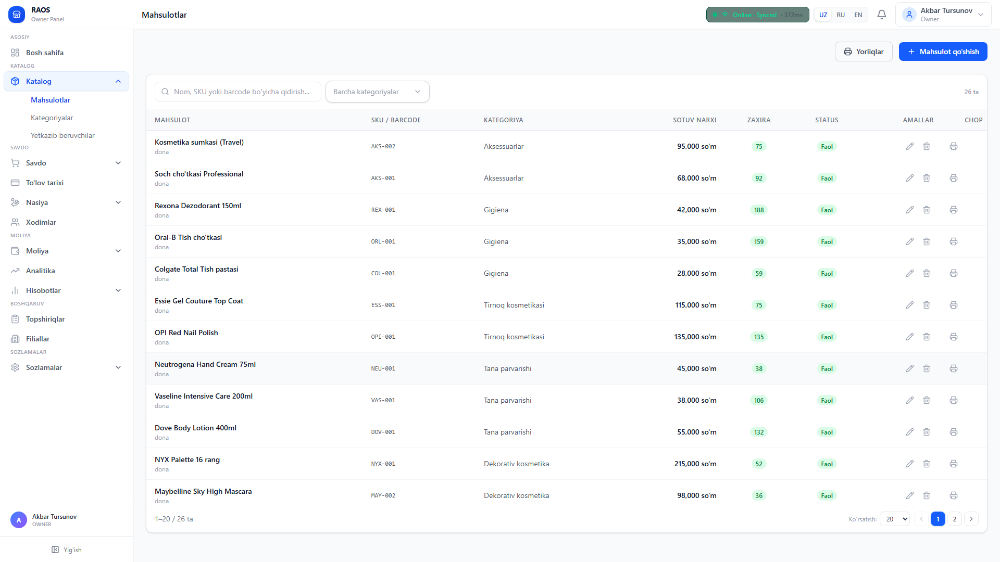 RAOS
Owner Panel
ASOSIY
Bosh sahifa
KATALOG
Katalog
Mahsulotlar
Kategoriyalar
Yetkazib beruvchilar
SAVDO
Savdo
To'lov tarixi
Nasiya
Xodimlar
MOLIYA
Moliya
Analitika
Hisobotlar
BOSHQARUV
Topshiriqlar
Filiallar
SOZLAMALAR
Sozlamalar
A
Akbar Tursunov
OWNER
Yig'ish
Mahsulotlar
Online · Synced · 372ms
UZ RU EN
Akbar Tursunov
Owner
Yorliqlar
Mahsulot qo'shish
Nom, SKU yoki barcode bo'yicha qidirish...
Barcha kategoriyalar
26 ta
MAHSULOT SKU / BARCODE KATEGORIYA SOTUV NARXI ZAXIRA STATUS AMALLAR CHOP
Kosmetika sumkasi (Travel)
dona
AKS-002 Aksessuarlar 95,000 so'm 75 Faol
Soch cho'tkasi Professional
dona
AKS-001 Aksessuarlar 68,000 so'm 92 Faol
Rexona Dezodorant 150ml
dona
REX-001 Gigiena 42,000 so'm 188 Faol
Oral-B Tish cho'tkasi
dona
ORL-001 Gigiena 35,000 so'm 159 Faol
Colgate Total Tish pastasi
dona
COL-001 Gigiena 28,000 so'm 59 Faol
Essie Gel Couture Top Coat
dona
ESS-001 Tirnoq kosmetikasi 115,000 so'm 75 Faol
OPI Red Nail Polish
dona
OPI-001 Tirnoq kosmetikasi 135,000 so'm 135 Faol
Neutrogena Hand Cream 75ml
dona
NEU-001 Tana parvarishi 45,000 so'm 38 Faol
Vaseline Intensive Care 200ml
dona
VAS-001 Tana parvarishi 38,000 so'm 106 Faol
Dove Body Lotion 400ml
dona
DOV-001 Tana parvarishi 55,000 so'm 132 Faol
NYX Palette 16 rang
dona
NYX-001 Dekorativ kosmetika 215,000 so'm 52 Faol
Maybelline Sky High Mascara
dona
MAY-002 Dekorativ kosmetika 98,000 so'm 36 Faol
1–20 / 26 ta
Ko'rsatish: 20 1 2